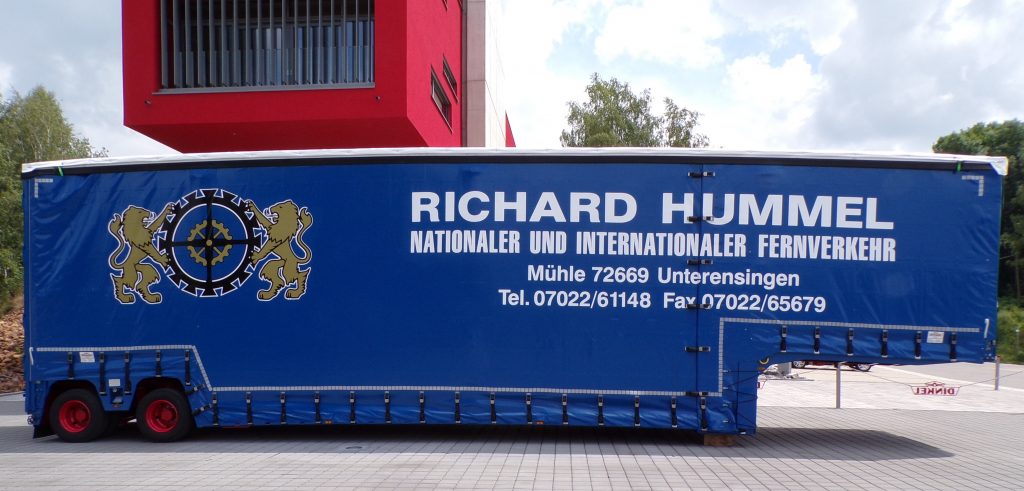 RICHARD HUMMEL
NATIONALER UND INTERNATIONALER FERNVERKEHR
Mühle 72669 Unterensingen
Tel. 07022/61148 Fax 07022/65679
DINKEL